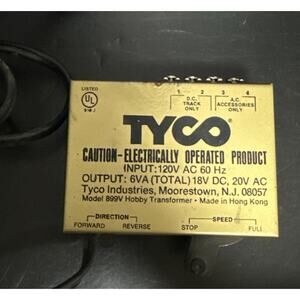 LISTED
UL
1 2 3 4
D.C. TRACK ONLY
A.C. ACCESSORIES ONLY
TYCO
CAUTION-ELECTRICALLY OPERATED PRODUCT
INPUT: 120V AC 60 Hz
OUTPUT: 6VA (TOTAL) 18V DC, 20V AC
Tyco Industries, Moorestown, N.J. 08057
Model 899V Hobby Transformer • Made in Hong Kong
DIRECTION
FORWARD REVERSE
SPEED
STOP FULL